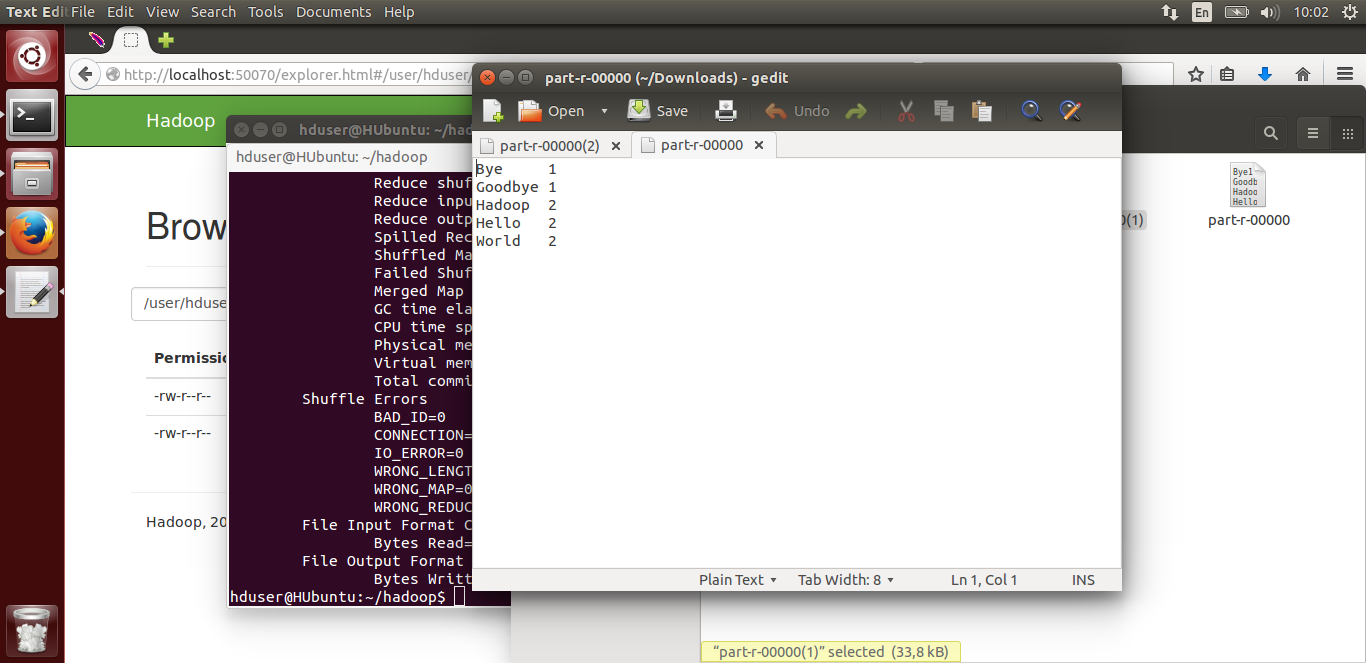 Text Edi File Edit View Search Tools Documents Help En 10:02
http://localhost:50070/explorer.html#/user/hduser/
Hadoop
Brow
/user/hduse
Permissi
-rw-r--r--
-rw-r--r--
Hadoop, 20
hduser@HUbuntu: ~/ha
hduser@HUbuntu: ~/hadoop
Reduce shuf
Reduce inpu
Reduce outp
Spilled Rec
Shuffled Ma
Failed Shuf
Merged Map
GC time ela
CPU time sp
Physical me
Virtual mem
Total commi
Shuffle Errors
BAD_ID=0
CONNECTION=
IO_ERROR=0
WRONG_LENGT
WRONG_MAP=0
WRONG_REDUC
File Input Format C
Bytes Read=
File Output Format
Bytes Writt
hduser@HUbuntu:~/hadoop$
part-r-00000 (~/Downloads) - gedit
Open Save Undo
part-r-00000(2) part-r-00000
Bye 1
Goodbye 1
Hadoop 2
Hello 2
World 2
Plain Text Tab Width: 8 Ln 1, Col 1 INS
Bye1
Goodb
Hadoo
Hello
0(1) part-r-00000
“part-r-00000(1)” selected (33,8 kB)